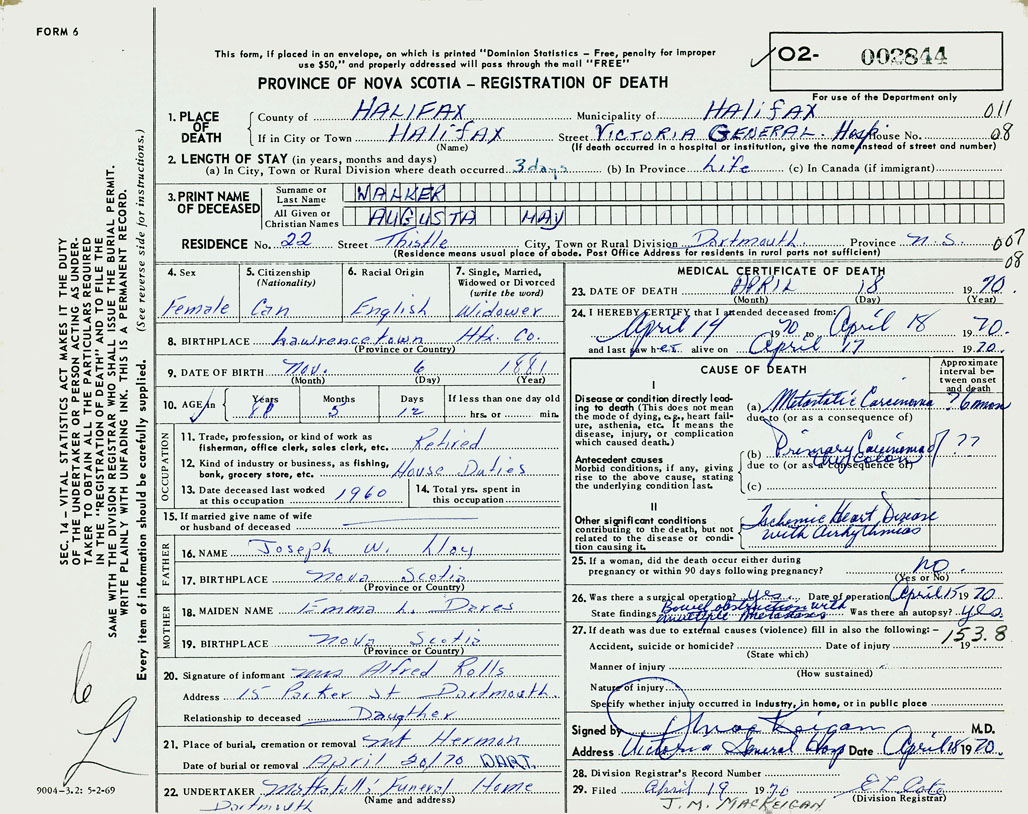 FORM 6
This form, if placed in an envelope, on which is printed "Dominion Statistics – Free, penalty for improper
use $50," and properly addressed will pass through the mail "FREE"
PROVINCE OF NOVA SCOTIA – REGISTRATION OF DEATH
02- 002844
For use of the Department only
011
08
1. PLACE OF DEATH
County of HALIFAX Municipality of HALIFAX
If in City or Town HALIFAX Street VICTORIA GENERAL. Hosp House No.
(Name) (If death occurred in a hospital or institution, give the name instead of street and number)
2. LENGTH OF STAY (in years, months and days)
(a) In City, Town or Rural Division where death occurred 3 days (b) In Province Life (c) In Canada (if immigrant)
3. PRINT NAME OF DECEASED
Surname or Last Name WALKER
All Given or Christian Names AUGUSTA MAY
RESIDENCE No. 22 Street Thistle City, Town or Rural Division Dartmouth Province N.S. 007
08
(Residence means usual place of abode. Post Office Address for residents in rural parts not sufficient)
4. Sex
Female
5. Citizenship
(Nationality)
Can
6. Racial Origin
English
7. Single, Married,
Widowed or Divorced
(write the word)
Widower
8. BIRTHPLACE Lawrencetown Hfx. Co.
(Province or Country)
9. DATE OF BIRTH Nov. 6 1881
(Month) (Day) (Year)
10. AGE in Years Months Days If less than one day old
5 12 hrs. or min.
OCCUPATION
11. Trade, profession, or kind of work as
fisherman, office clerk, sales clerk, etc. Retired
12. Kind of industry or business, as fishing,
bank, grocery store, etc. House Duties
13. Date deceased last worked
at this occupation 1960
14. Total yrs. spent in
this occupation
15. If married give name of wife
or husband of deceased
FATHER
16. NAME Joseph W. Lloy
17. BIRTHPLACE Nova Scotia
(Province or Country)
MOTHER
18. MAIDEN NAME Emma L. Dares
19. BIRTHPLACE Nova Scotia
(Province or Country)
20. Signature of informant Mrs Alfred Rolls
Address 15 Parker St Dartmouth.
Relationship to deceased Daugther
21. Place of burial, cremation or removal Mt Hermon
Date of burial or removal April 20/70 DART.
22. UNDERTAKER Mattatall's Funeral Home
(Name and address)
Dartmouth
MEDICAL CERTIFICATE OF DEATH
23. DATE OF DEATH APRIL 18 1970
(Month) (Day) (Year)
24. I HEREBY CERTIFY that I attended deceased from:
April 14 1970 to April 18 1970.
and last saw her alive on April 17 1970.
CAUSE OF DEATH
Approximate
interval be-
tween onset
and death
I
Disease or condition directly lead-
ing to death (This does not
mean the mode of dying, e.g., heart fail-
ure, asthenia, etc. It means the
disease, injury, or complication
which caused death.)
(a) Metastatic Carcinoma ?6 mon
due to (or as a consequence of)
Antecedent causes
Morbid conditions, if any, giving
rise to the above cause, stating
the underlying condition last.
(b) Primary Carcinoma of Colon ??
due to (or as a consequence of)
(c)
II
Other significant conditions
contributing to the death, but not
related to the disease or condi-
tion causing it.
Ischemic Heart Disease
with Arrhythmias
25. If a woman, did the death occur either during
pregnancy or within 90 days following pregnancy? NO.
(Yes or No)
26. Was there a surgical operation? Yes. Date of operation April 15 1970
State findings Bowel obstruction with
multiple metastases Was there an autopsy? yes
27. If death was due to external causes (violence) fill in also the following: – 153.8
Accident, suicide or homicide? Date of injury 19
(State which)
Manner of injury
(How sustained)
Nature of injury
Specify whether injury occurred in industry, in home, or in public place
Signed by M.D.
Address Victoria General Hosp Date April 18 1970
28. Division Registrar's Record Number
29. Filed April 19 1970
(Division Registrar)
J.M. MACKEIGAN
SEC. 14 – VITAL STATISTICS ACT MAKES IT THE DUTY
OF THE UNDERTAKER OR PERSON ACTING AS UNDER-
TAKER TO OBTAIN ALL THE PARTICULARS REQUIRED
IN THE "REGISTRATION OF DEATH" AND TO FILE THE
SAME WITH THE DIVISION REGISTRAR WHO SHALL ISSUE THE BURIAL PERMIT.
WRITE PLAINLY WITH UNFADING INK. THIS IS A PERMANENT RECORD.
Every item of information should be carefully supplied. (See reverse side for instructions.)
9004–3.2: 5-2-69